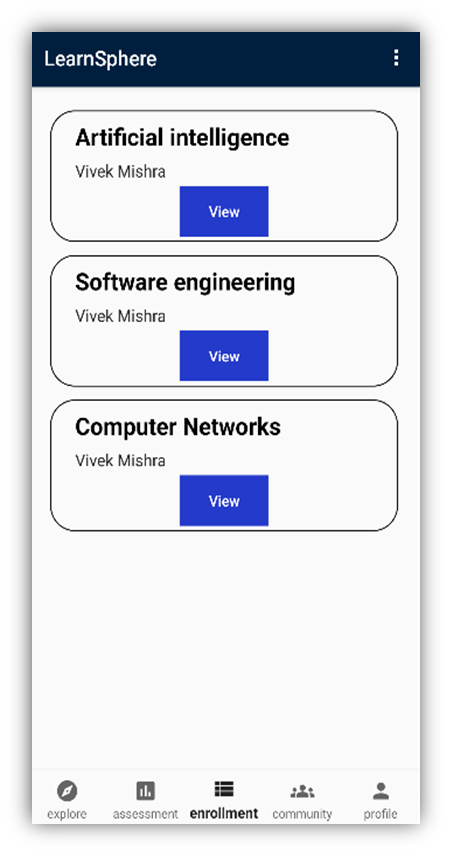 LearnSphere
Artificial intelligence
Vivek Mishra
View
Software engineering
Vivek Mishra
View
Computer Networks
Vivek Mishra
View
explore assessment enrollment community profile